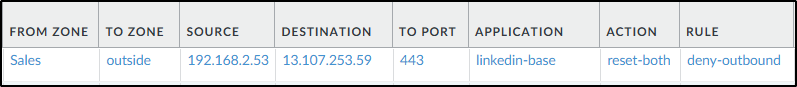 FROM ZONE TO ZONE SOURCE DESTINATION TO PORT APPLICATION ACTION RULE
Sales outside 192.168.2.53 13.107.253.59 443 linkedin-base reset-both deny-outbound